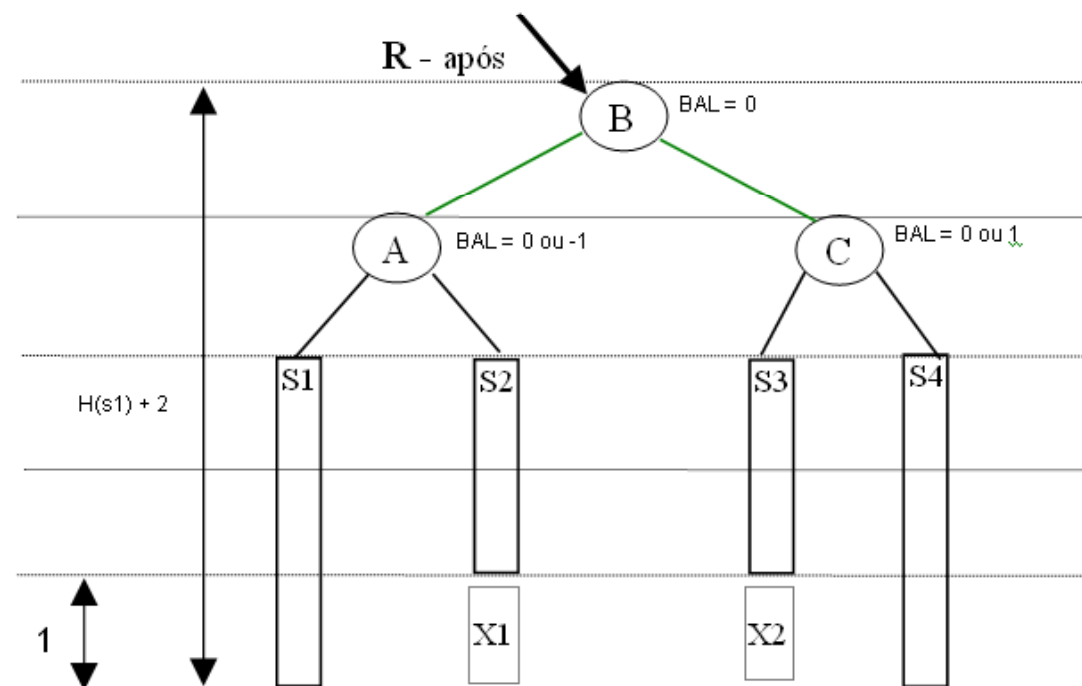 R - após
B
BAL = 0
A
BAL = 0 ou -1
C
BAL = 0 ou 1
S1
S2
S3
S4
H(s1) + 2
1
X1
X2